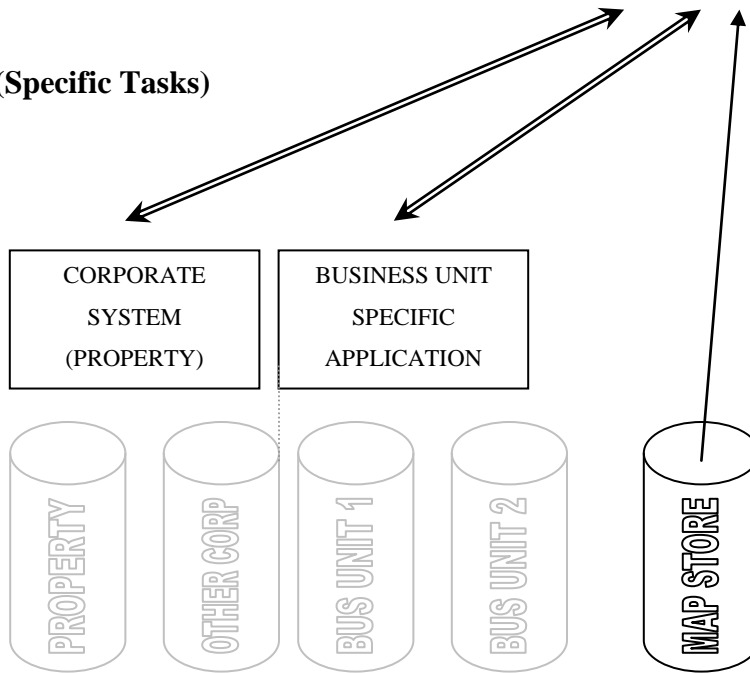 (Specific Tasks)
CORPORATE
SYSTEM
(PROPERTY)
BUSINESS UNIT
SPECIFIC
APPLICATION
PROPERTY
OTHER CORP
BUS UNIT 1
BUS UNIT 2
MAP STORE